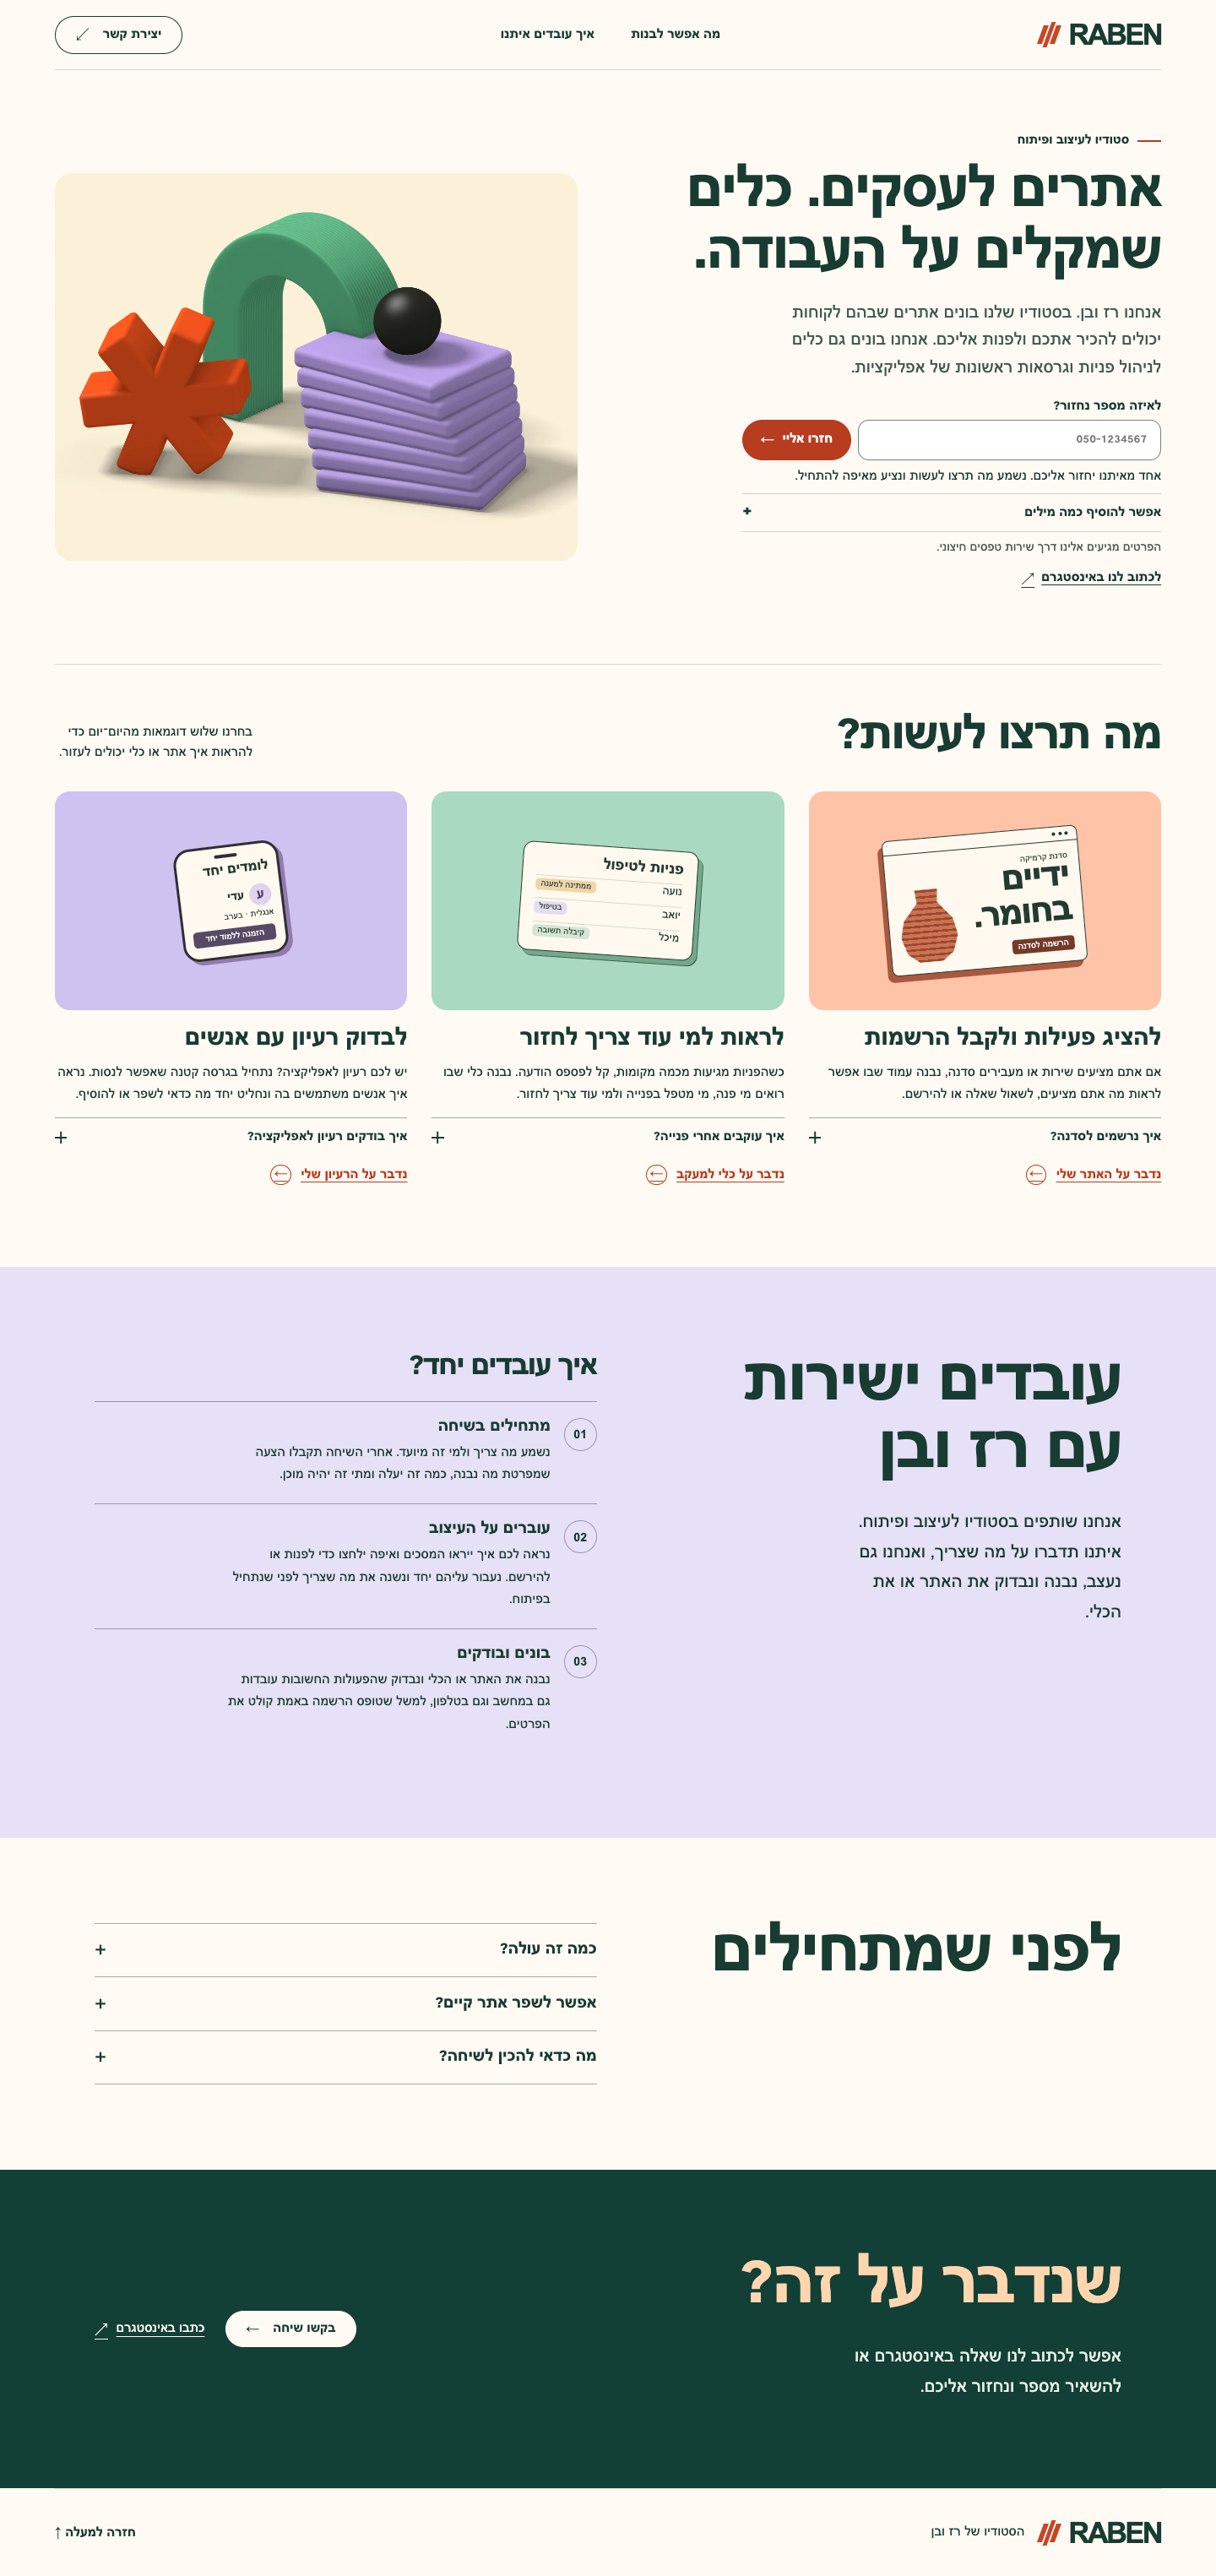 RABEN
מה אפשר לבנות
איך עובדים איתנו
יצירת קשר ↙
סטודיו לעיצוב ופיתוח
אתרים לעסקים. כלים
שמקלים על העבודה.
אנחנו רז ובן. בסטודיו שלנו בונים אתרים שבהם לקוחות
יכולים להכיר אתכם ולפנות אליכם. אנחנו בונים גם כלים
לניהול פניות וגרסאות ראשונות של אפליקציות.
לאיזה מספר נחזור?
050-1234567
חזרו אליי ←
אחד מאיתנו יחזור אליכם. נשמע מה תרצו לעשות ונציע מאיפה להתחיל.
אפשר להוסיף כמה מילים +
הפרטים מגיעים אלינו דרך שירות טפסים חיצוני.
לכתוב לנו באינסטגרם ↗
מה תרצו לעשות?
בחרנו שלוש דוגמאות מהיום־יום כדי
להראות איך אתר או כלי יכולים לעזור.
סדנת קרמיקה
ידיים
בחומר.
הרשמה לסדנה
להציג פעילות ולקבל הרשמות
אם אתם מציעים שירות או מעבירים סדנה, נבנה עמוד שבו אפשר
לראות מה אתם מציעים, לשאול שאלה או להירשם.
איך נרשמים לסדנה? +
נדבר על האתר שלי ←
פניות לטיפול
נועה ממתינה למענה
יואב בטיפול
מיכל קיבלה תשובה
לראות למי עוד צריך לחזור
כשהפניות מגיעות מכמה מקומות, קל לפספס הודעה. נבנה כלי שבו
רואים מי פנה, מי מטפל בפנייה ולמי עוד צריך לחזור.
איך עוקבים אחרי פנייה? +
נדבר על כלי למעקב ←
לומדים יחד
ע עדי
אנגלית · בערב
הזמנה ללמוד יחד
לבדוק רעיון עם אנשים
יש לכם רעיון לאפליקציה? נתחיל בגרסה קטנה שאפשר לנסות. נראה
איך אנשים משתמשים בה ונחליט יחד מה כדאי לשפר או להוסיף.
איך בודקים רעיון לאפליקציה? +
נדבר על הרעיון שלי ←
עובדים ישירות
עם רז ובן
אנחנו שותפים בסטודיו לעיצוב ופיתוח.
איתנו תדברו על מה שצריך, ואנחנו גם
נעצב, נבנה ונבדוק את האתר או את
הכלי.
איך עובדים יחד?
01
מתחילים בשיחה
נשמע מה צריך ולמי זה מיועד. אחרי השיחה תקבלו הצעה
שמפרטת מה נבנה, כמה זה יעלה ומתי זה יהיה מוכן.
02
עוברים על העיצוב
נראה לכם איך ייראו המסכים ואיפה ילחצו כדי לפנות או
להירשם. נעבור עליהם יחד ונשנה את מה שצריך לפני שנתחיל
בפיתוח.
03
בונים ובודקים
נבנה את האתר או הכלי ונבדוק שהפעולות החשובות עובדות
גם במחשב וגם בטלפון, למשל שטופס הרשמה באמת קולט את
הפרטים.
לפני שמתחילים
כמה זה עולה? +
אפשר לשפר אתר קיים? +
מה כדאי להכין לשיחה? +
שנדבר על זה?
אפשר לכתוב לנו שאלה באינסטגרם או
להשאיר מספר ונחזור אליכם.
בקשו שיחה ←
כתבו באינסטגרם ↗
RABEN
הסטודיו של רז ובן
חזרה למעלה ↑